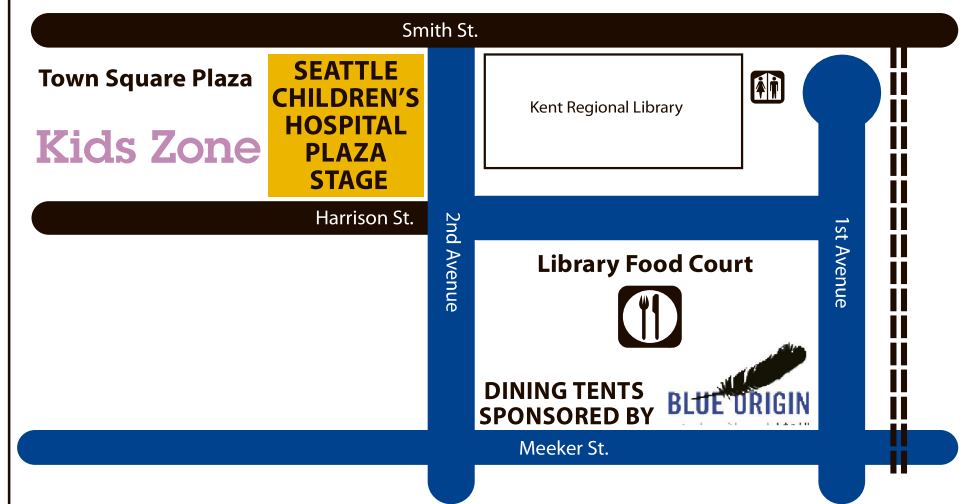 Smith St.
Town Square Plaza
Kids Zone
SEATTLE
CHILDREN'S
HOSPITAL
PLAZA
STAGE
Kent Regional Library
Harrison St.
2nd Avenue
1st Avenue
Library Food Court
DINING TENTS
SPONSORED BY
BLUE ORIGIN
Meeker St.